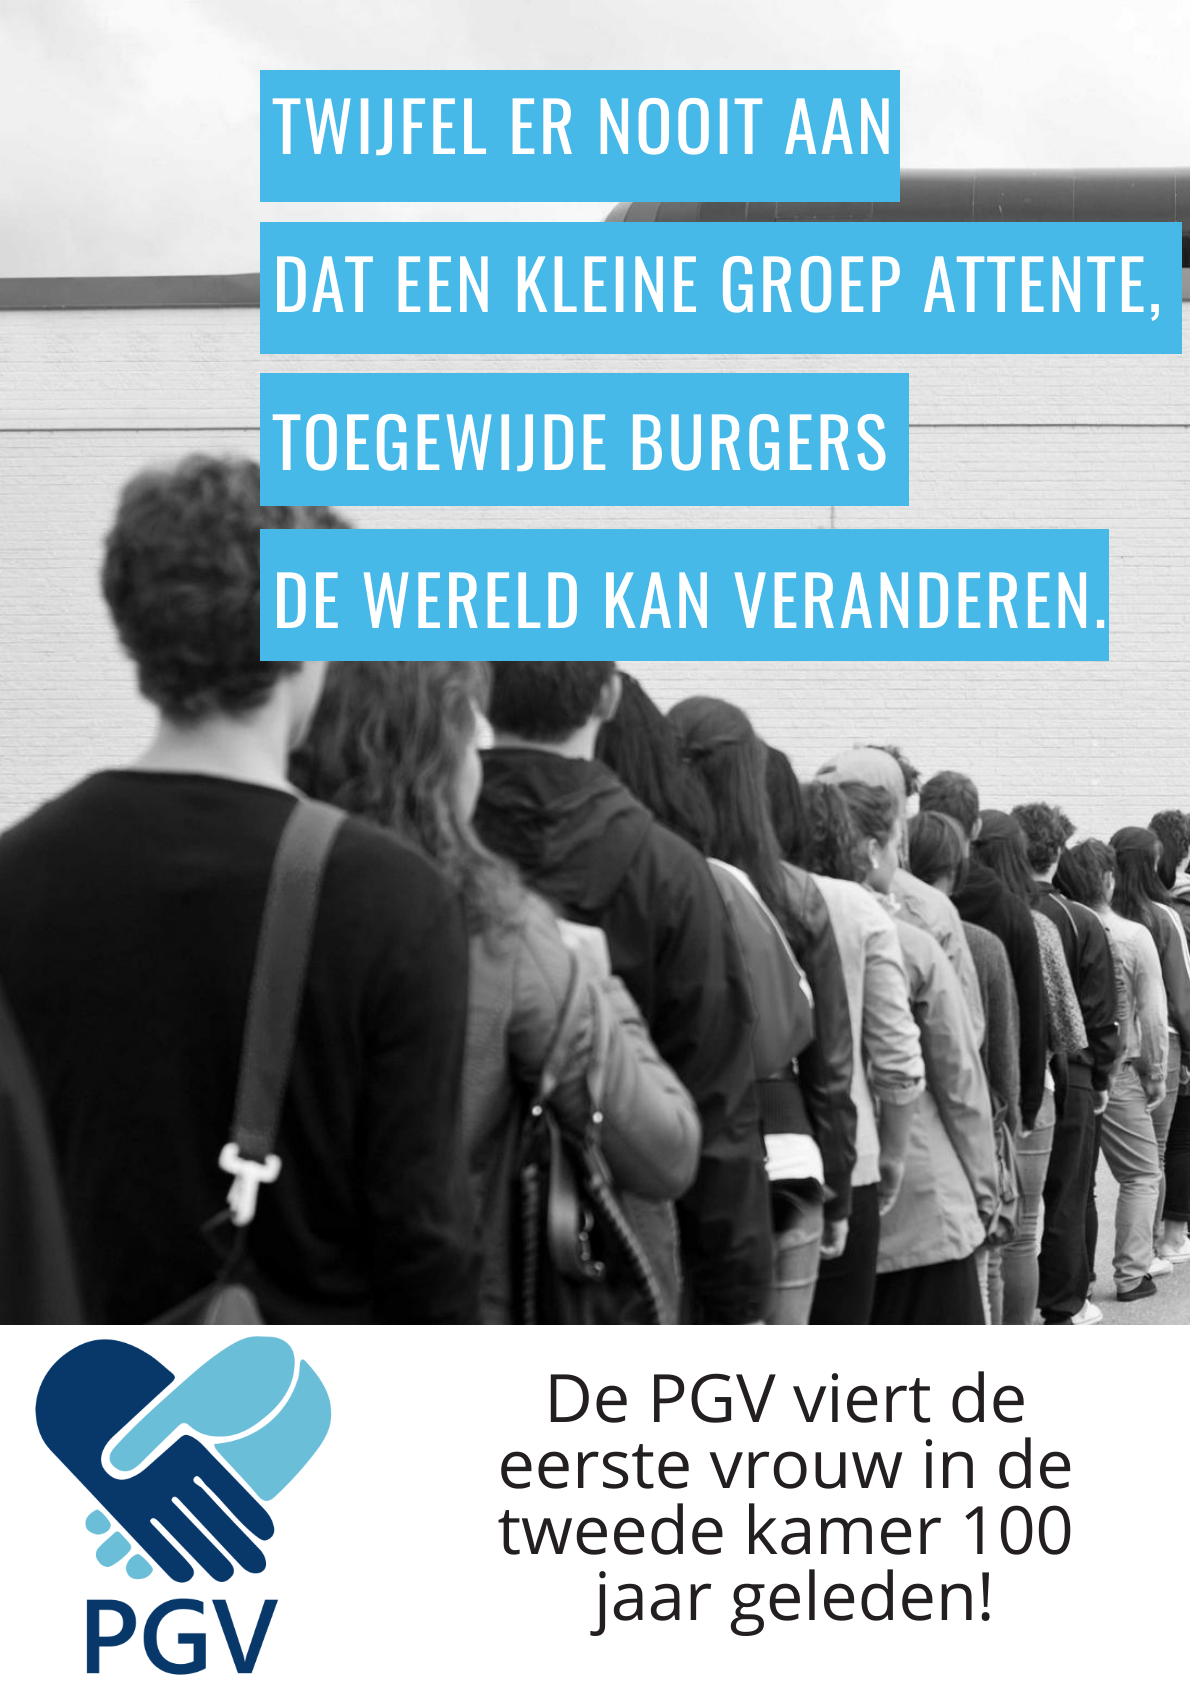 TWIJFEL ER NOOIT AAN
DAT EEN KLEINE GROEP ATTENTE,
TOEGEWIJDE BURGERS
DE WERELD KAN VERANDEREN.
De PGV viert de
eerste vrouw in de
tweede kamer 100
jaar geleden!
PGV